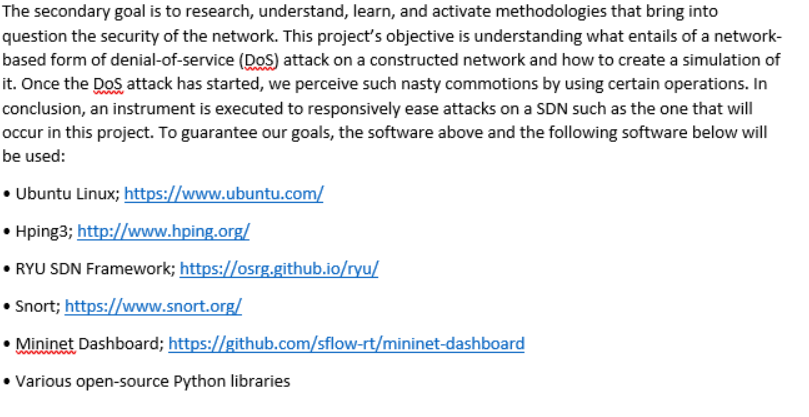 The secondary goal is to research, understand, learn, and activate methodologies that bring into
question the security of the network. This project's objective is understanding what entails of a network-
based form of denial-of-service (DoS) attack on a constructed network and how to create a simulation of
it. Once the DoS attack has started, we perceive such nasty commotions by using certain operations. In
conclusion, an instrument is executed to responsively ease attacks on a SDN such as the one that will
occur in this project. To guarantee our goals, the software above and the following software below will
be used:
• Ubuntu Linux; https://www.ubuntu.com/
• Hping3; http://www.hping.org/
• RYU SDN Framework; https://osrg.github.io/ryu/
• Snort; https://www.snort.org/
• Mininet Dashboard; https://github.com/sflow-rt/mininet-dashboard
• Various open-source Python libraries